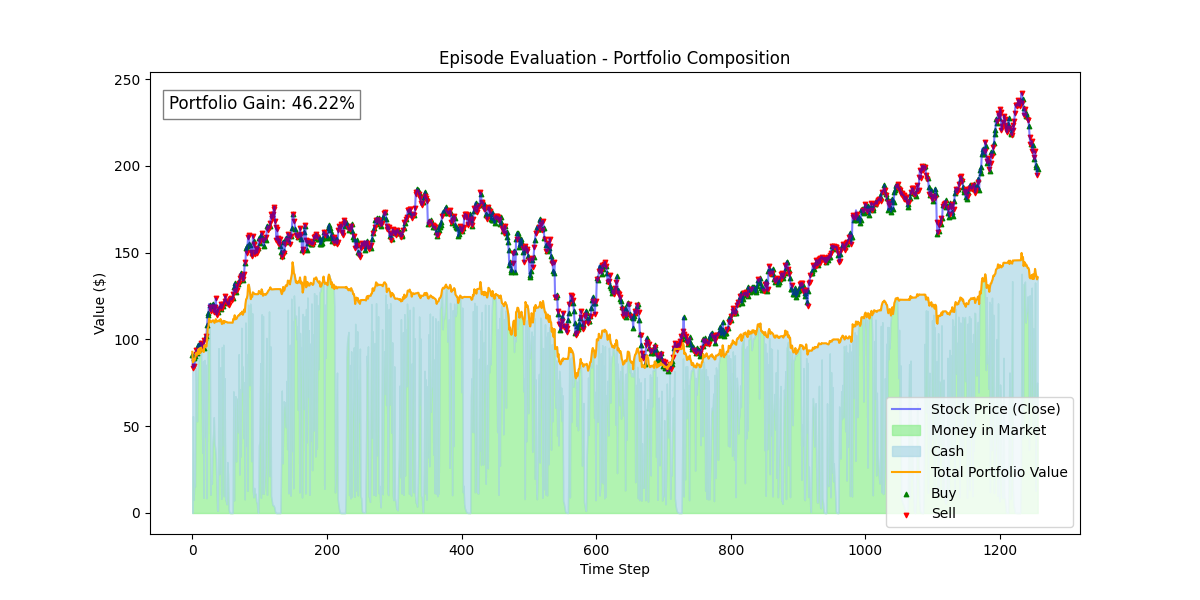 Episode Evaluation - Portfolio Composition
Portfolio Gain: 46.22%
Value ($)
250
200
150
100
50
0
0 200 400 600 800 1000 1200
Time Step
Stock Price (Close)
Money in Market
Cash
Total Portfolio Value
Buy
Sell